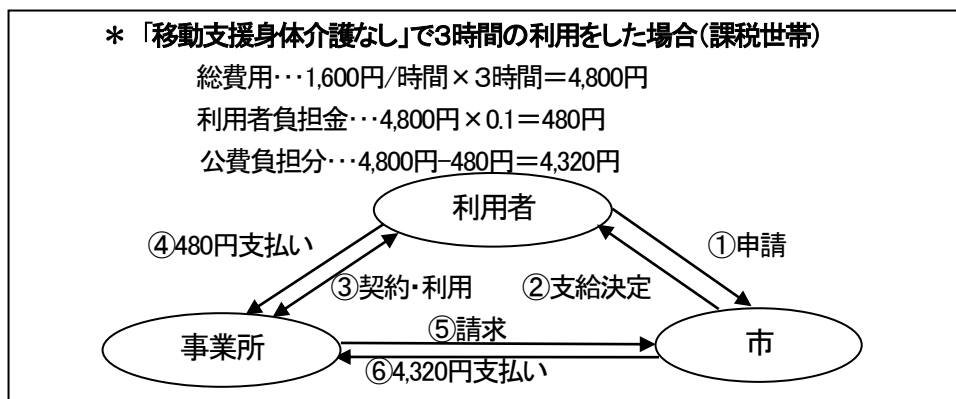 ＊「移動支援身体介護なし」で3時間の利用をした場合(課税世帯)
総費用･･･1,600円/時間×3時間=4,800円
利用者負担金･･･4,800円×0.1=480円
公費負担分･･･4,800円-480円=4,320円
利用者
④480円支払い
①申請
③契約・利用
②支給決定
事業所
⑤請求
市
⑥4,320円支払い